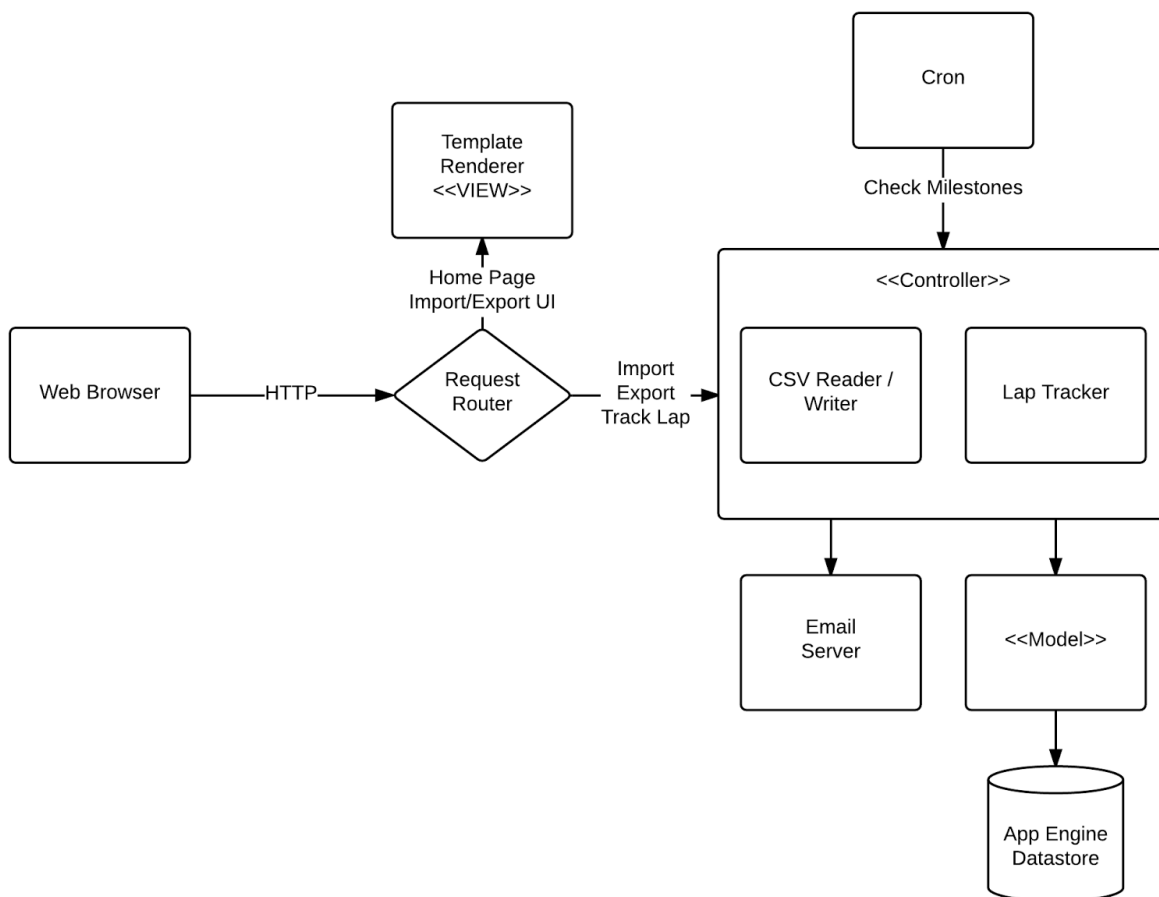 Cron
Template
Renderer
<<VIEW>>
Check Milestones
Home Page
Import/Export UI
<<Controller>>
Web Browser
HTTP
Request
Router
Import
Export
Track Lap
CSV Reader /
Writer
Lap Tracker
Email
Server
<<Model>>
App Engine
Datastore